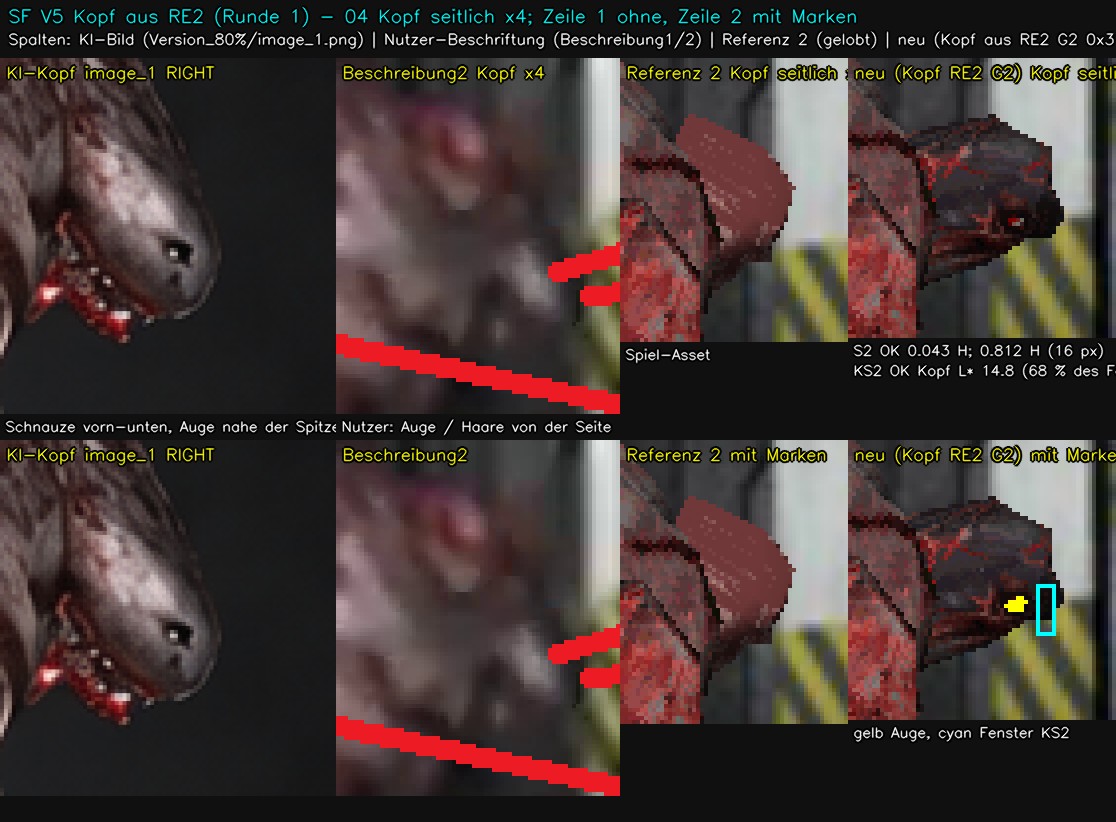 SF V5 Kopf aus RE2 (Runde 1) – 04 Kopf seitlich x4; Zeile 1 ohne, Zeile 2 mit Marken
Spalten: KI-Bild (Version_80%/image_1.png) | Nutzer-Beschriftung (Beschreibung1/2) | Referenz 2 (gelobt) | neu (Kopf aus RE2 G2 0x3
KI-Kopf image_1 RIGHT
Beschreibung2 Kopf x4
Referenz 2 Kopf seitlich
neu (Kopf RE2 G2) Kopf seitli
Spiel-Asset
S2 OK 0.043 H; 0.812 H (16 px)
KS2 OK Kopf L* 14.8 (68 % des F
Schnauze vorn-unten, Auge nahe der Spitze
Nutzer: Auge / Haare von der Seite
KI-Kopf image_1 RIGHT
Beschreibung2
Referenz 2 mit Marken
neu (Kopf RE2 G2) mit Marke
gelb Auge, cyan Fenster KS2